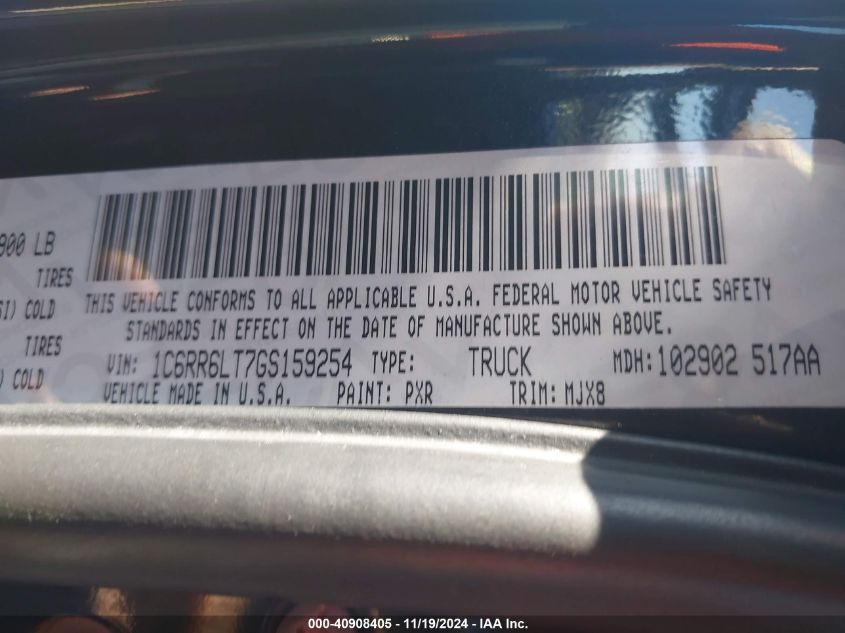 900 LB
TIRES
SI) COLD
TIRES
) COLD
THIS VEHICLE CONFORMS TO ALL APPLICABLE U.S.A. FEDERAL MOTOR VEHICLE SAFETY
STANDARDS IN EFFECT ON THE DATE OF MANUFACTURE SHOWN ABOVE.
VIN: 1C6RR6LT7GS159254 TYPE: TRUCK MDH: 102902 517AA
VEHICLE MADE IN U.S.A. PAINT: PXR TRIM: MJX8
000-40908405 - 11/19/2024 - IAA Inc.